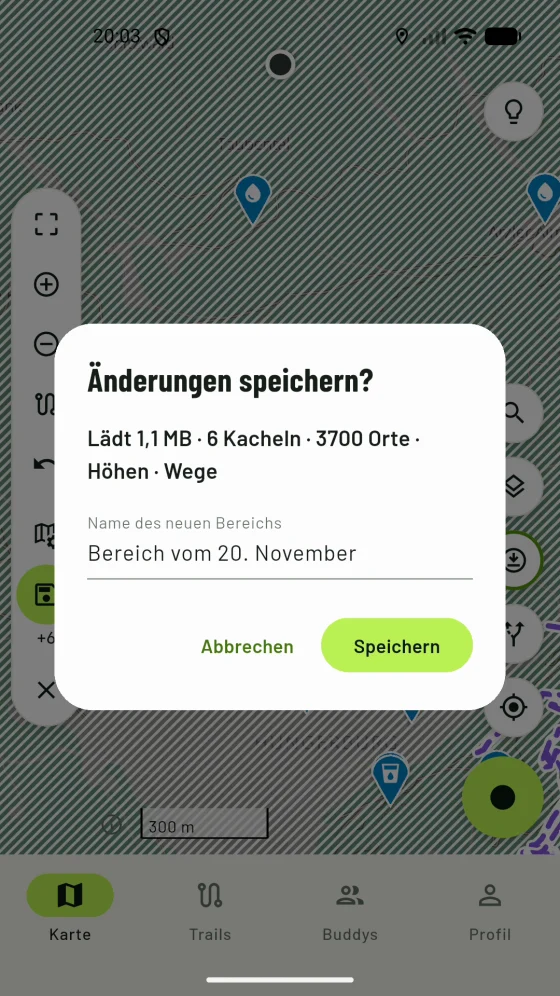 20:03
Änderungen speichern?
Lädt 1,1 MB · 6 Kacheln · 3700 Orte ·
Höhen · Wege
Name des neuen Bereichs
Bereich vom 20. November
Abbrechen
Speichern
+6
300 m
Karte
Trails
Buddys
Profil